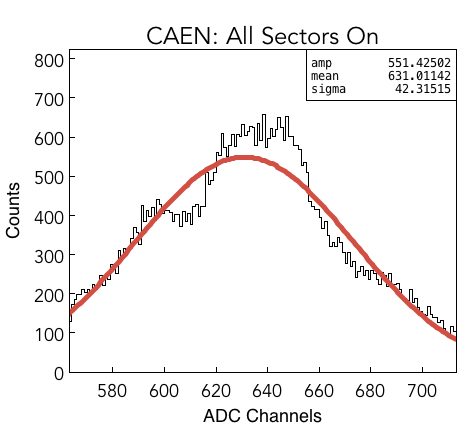 CAEN: All Sectors On
amp 551.42502
mean 631.01142
sigma 42.31515
800
700
600
500
400
300
200
100
0
Counts
580 600 620 640 660 680 700
ADC Channels